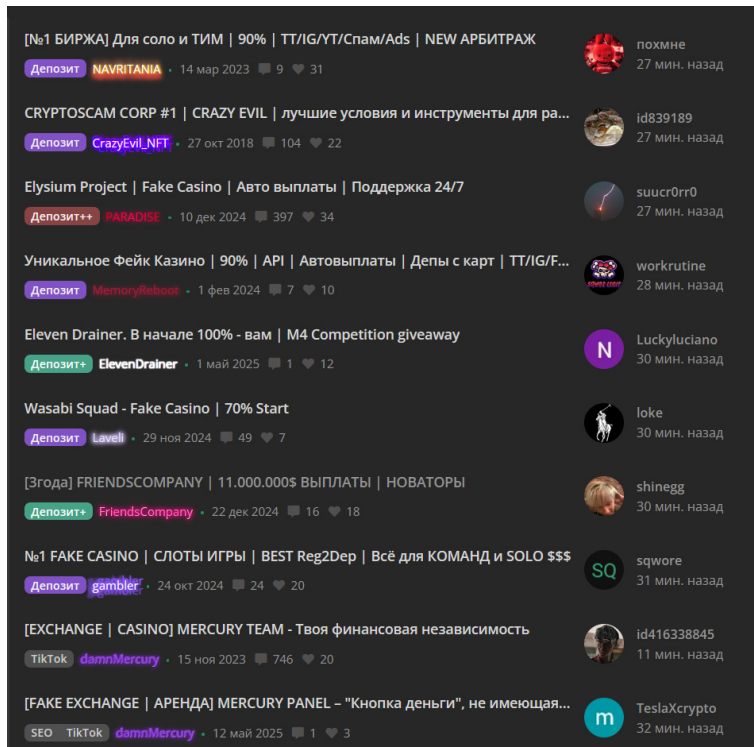 [№1 БИРЖА] Для соло и ТИМ | 90% | TT/IG/YT/Спам/Ads | NEW АРБИТРАЖ
похмне
Депозит NAVRITANIA • 14 мар 2023 9 31
27 мин. назад
CRYPTOSCAM CORP #1 | CRAZY EVIL | лучшие условия и инструменты для ра...
id839189
Депозит CrazyEvil_NFT • 27 окт 2018 104 22
27 мин. назад
Elysium Project | Fake Casino | Авто выплаты | Поддержка 24/7
suucr0rr0
Депозит++ PARADISE • 10 дек 2024 397 34
27 мин. назад
Уникальное Фейк Казино | 90% | API | Автовыплаты | Депы с карт | TT/IG/F...
workrutine
Депозит MemoryReboot • 1 фев 2024 7 10
28 мин. назад
Eleven Drainer. В начале 100% - вам | M4 Competition giveaway
N
Luckyluciano
Депозит+ ElevenDrainer • 1 май 2025 1 12
30 мин. назад
Wasabi Squad - Fake Casino | 70% Start
loke
Депозит Laveli • 29 ноя 2024 49 7
30 мин. назад
[3года] FRIENDSCOMPANY | 11.000.000$ ВЫПЛАТЫ | НОВАТОРЫ
shinegg
Депозит+ FriendsCompany • 22 дек 2024 16 18
30 мин. назад
№1 FAKE CASINO | СЛОТЫ ИГРЫ | BEST Reg2Dep | Всё для КОМАНД и SOLO $$$
SQ
sqwore
Депозит gambler • 24 окт 2024 24 20
31 мин. назад
[EXCHANGE | CASINO] MERCURY TEAM - Твоя финансовая независимость
id416338845
TikTok damnMercury • 15 ноя 2023 746 20
11 мин. назад
[FAKE EXCHANGE | АРЕНДА] MERCURY PANEL – "Кнопка деньги", не имеющая...
m
TeslaXcrypto
SEO TikTok damnMercury • 12 май 2025 1 3
32 мин. назад